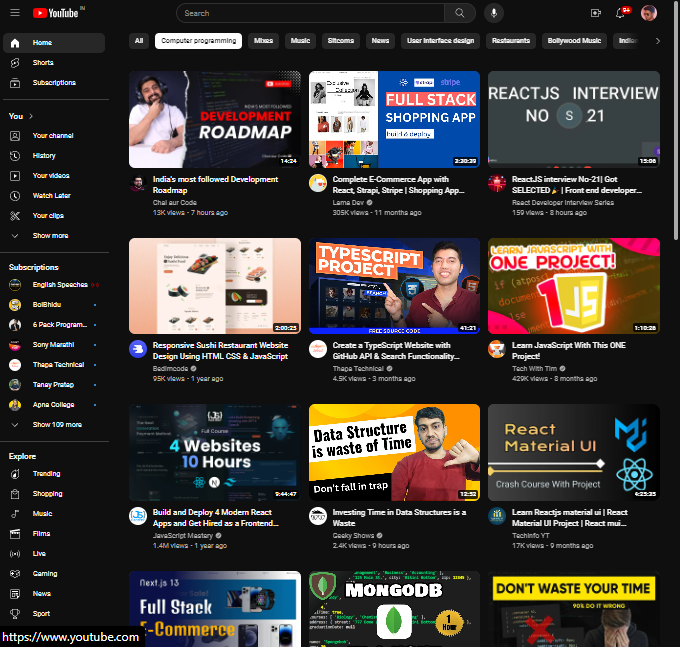 YouTube IN
Search
9+
All
Computer programming
Mixes
Music
Sitcoms
News
User interface design
Restaurants
Bollywood Music
Home
Shorts
Subscriptions
You
Your channel
History
Your videos
Watch Later
Your clips
Show more
Subscriptions
English Speeches
BolBhidu
6 Pack Program...
Sony Marathi
Thapa Technical
Tanay Pratap
Apna College
Show 109 more
Explore
Trending
Shopping
Music
Films
Live
Gaming
News
Sport
INDIA'S MOST FOLLOWED
DEVELOPMENT
ROADMAP
14:24
India's most followed Development
Roadmap
Chai aur Code
13K views • 7 hours ago
Exclusive
Collection
strapi
stripe
FULL STACK
SHOPPING APP
build & deploy
3:30:39
Complete E-Commerce App with
React, Strapi, Stripe | Shopping App...
Lama Dev
305K views • 11 months ago
REACTJS INTERVIEW
NO S 21
15:06
ReactJS interview No-21| Got
SELECTED🎉 | Front end developer...
React Developer Interview Series
159 views • 8 hours ago
2:00:25
Responsive Sushi Restaurant Website
Design Using HTML CSS & JavaScript
Bedimcode
95K views • 1 year ago
TYPESCRIPT
PROJECT
SEARCH
FREE SOURCE CODE
41:21
Create a TypeScript Website with
GitHub API & Search Functionality...
Thapa Technical
4.5K views • 3 months ago
LEARN JAVASCRIPT WITH
ONE PROJECT!
JS
1:10:26
Learn JavaScript With This ONE
Project!
Tech With Tim
429K views • 8 months ago
Full Course
4 Websites
10 Hours
9:44:47
Build and Deploy 4 Modern React
Apps and Get Hired as a Frontend...
JavaScript Mastery
1.4M views • 1 year ago
Data Structure
is waste of Time
Don't fall in trap
12:52
Investing Time in Data Structures is a
Waste
Geeky Shows
2.4K views • 9 hours ago
React
Material UI
Crash Course With Project
4:25:25
Learn Reactjs material ui | React
Material UI Project | React mui...
TechInfo YT
17K views • 9 months ago
Next.js 13
Full Stack
E-Commerce
MONGODB
1
Hour
DON'T WASTE YOUR TIME
90% DO IT WRONG
https://www.youtube.com